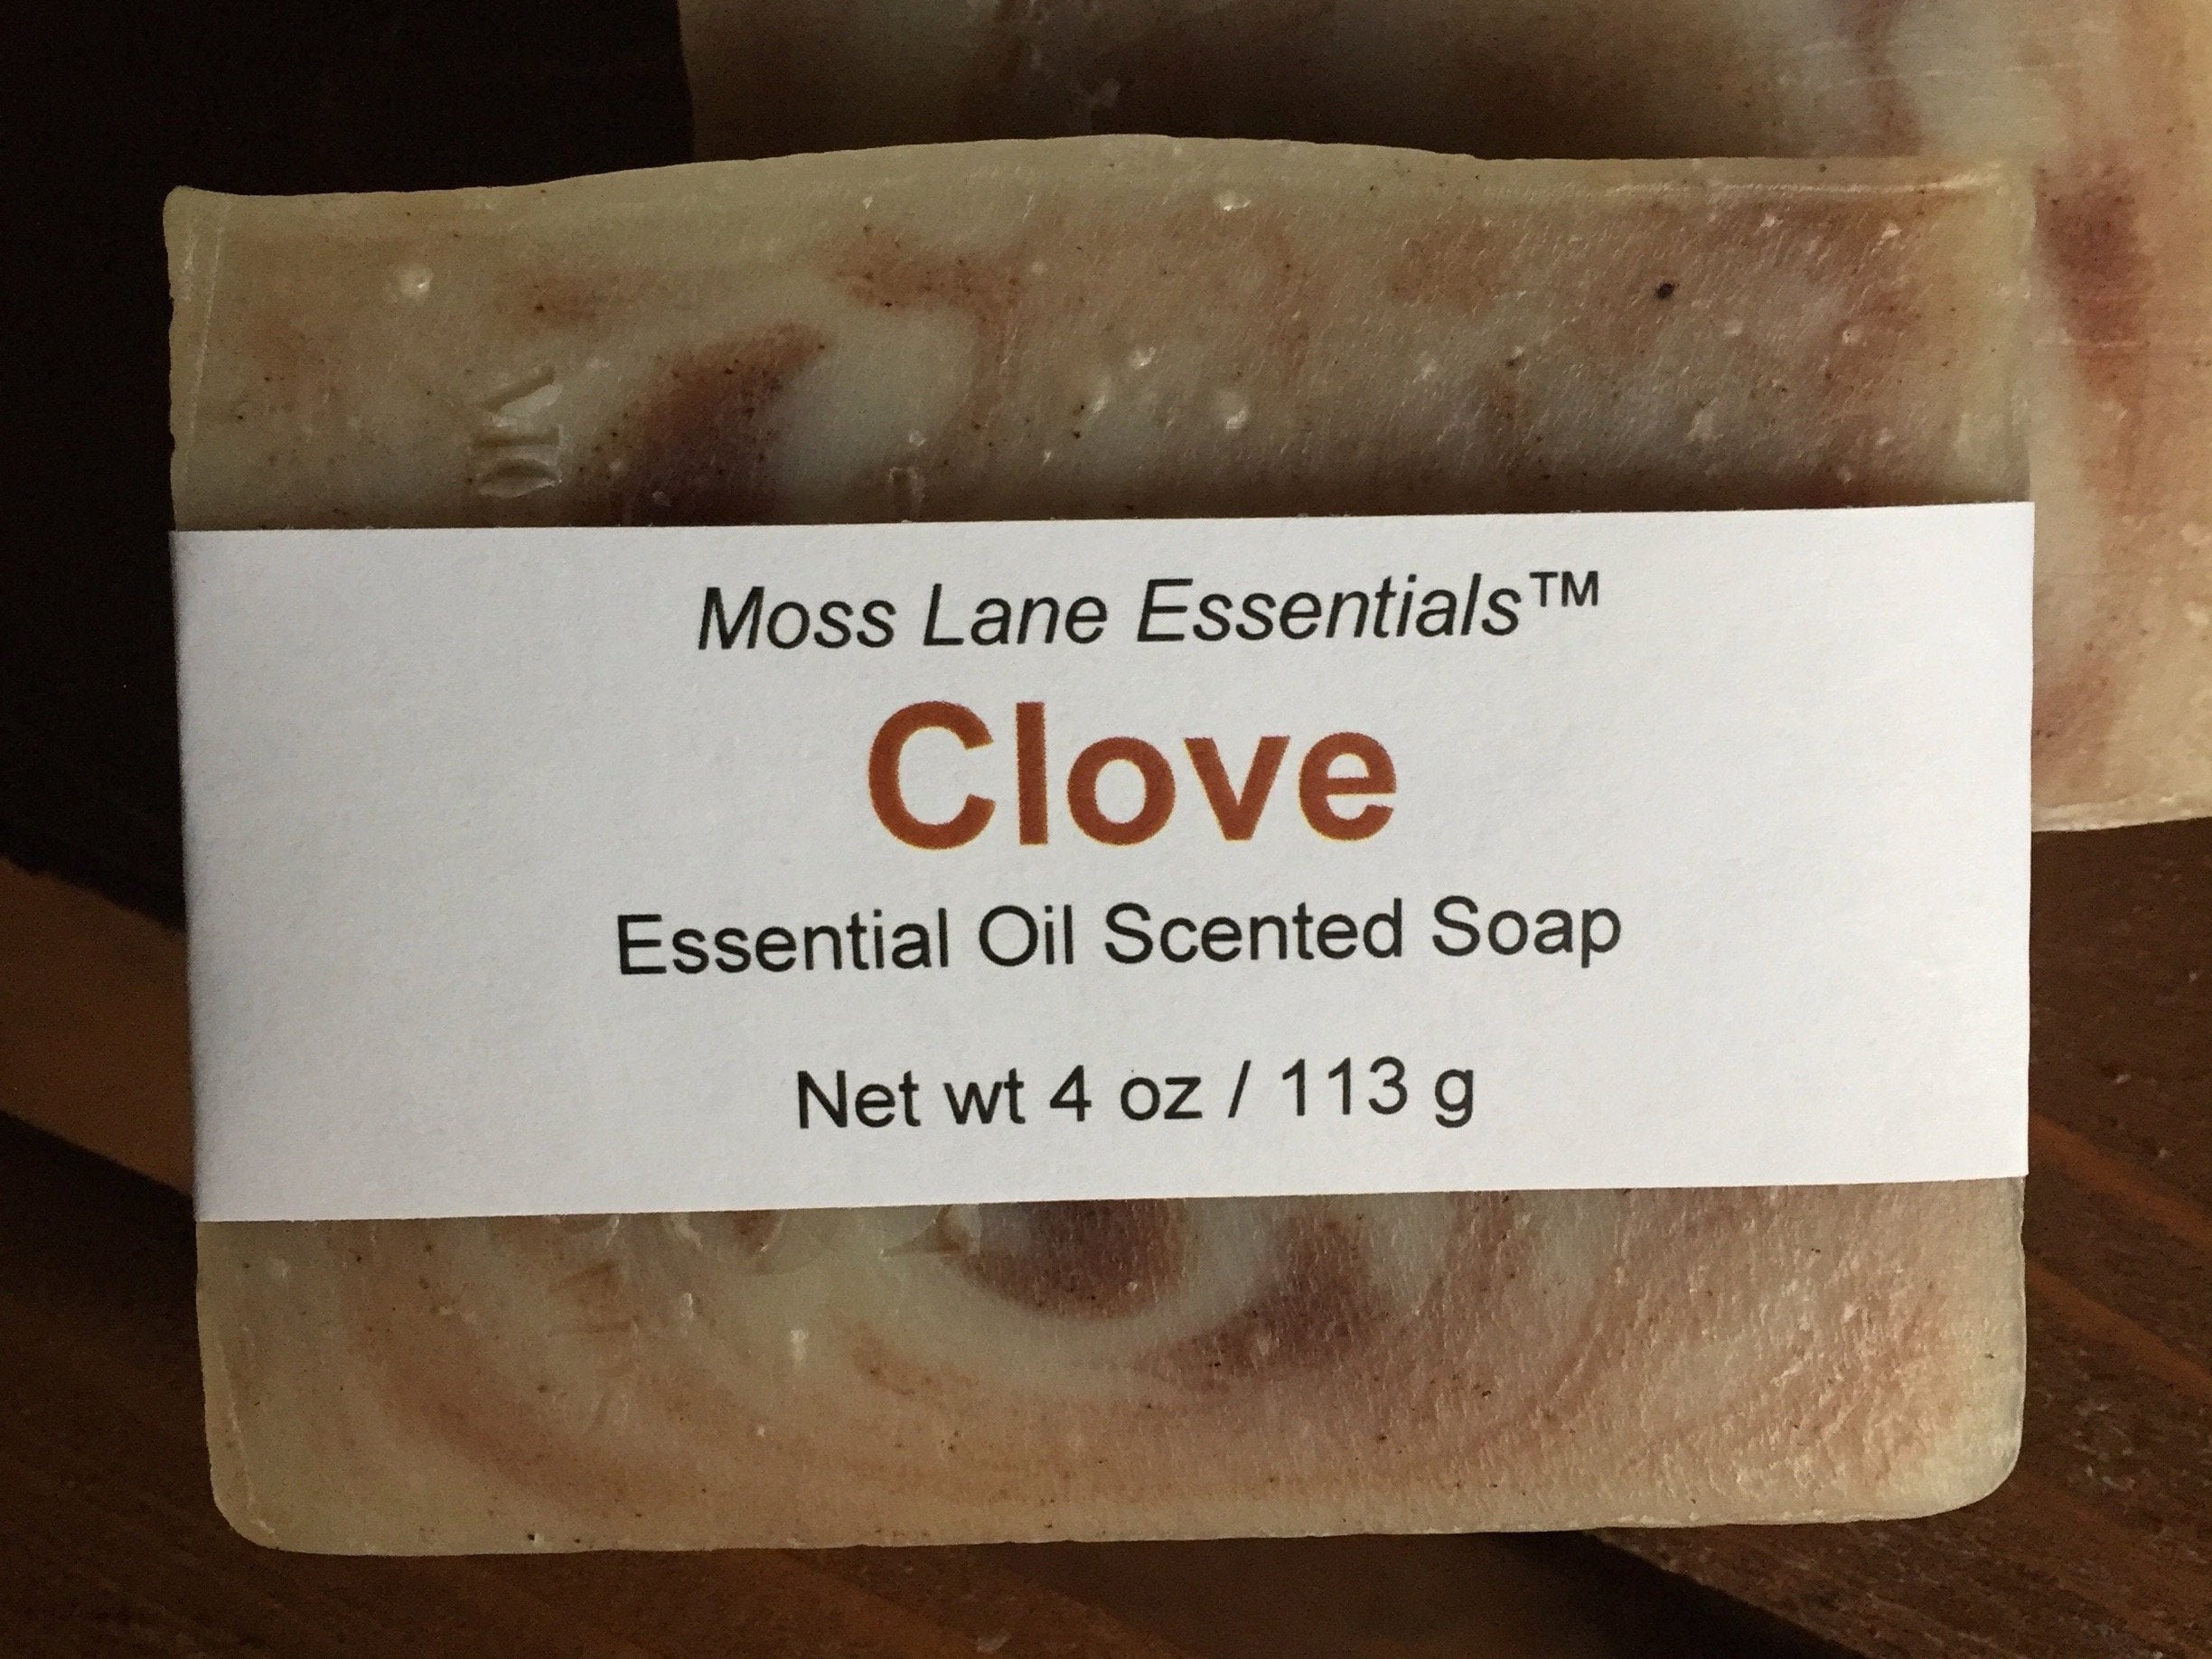 Moss Lane Essentials™
Clove
Essential Oil Scented Soap
Net wt 4 oz / 113 g